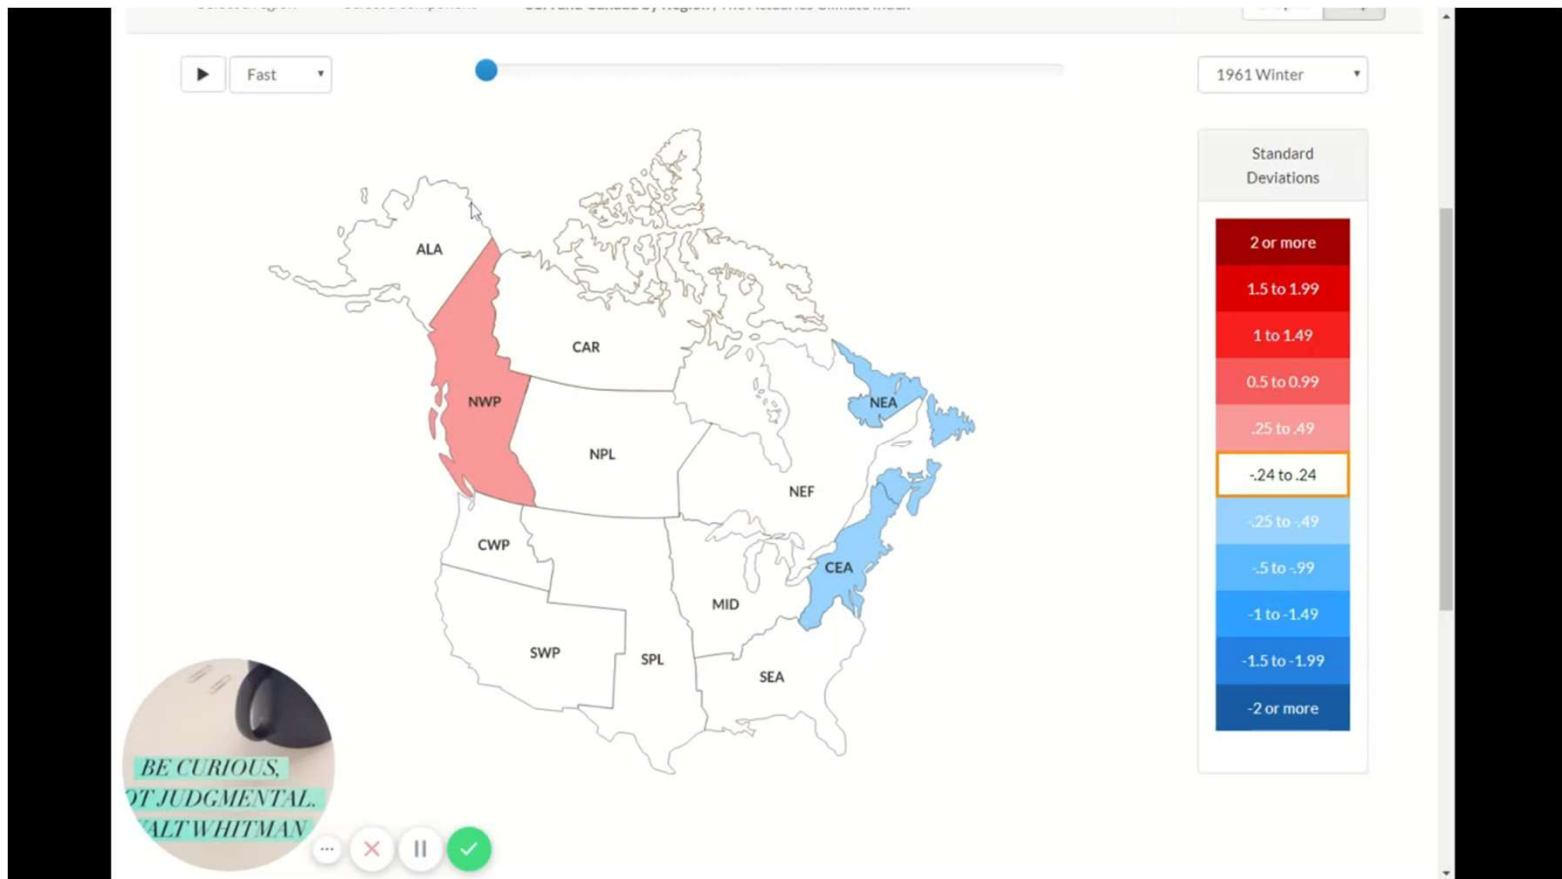 Fast
1961 Winter
Standard
Deviations
2 or more
1.5 to 1.99
1 to 1.49
0.5 to 0.99
.25 to .49
-.24 to .24
-.25 to -.49
-.5 to -.99
-1 to -1.49
-1.5 to -1.99
-2 or more
ALA
CAR
NWP
NEA
NPL
NEF
CWP
CEA
MID
SWP
SPL
SEA
BE CURIOUS,
OT JUDGMENTAL.
ALT WHITMAN